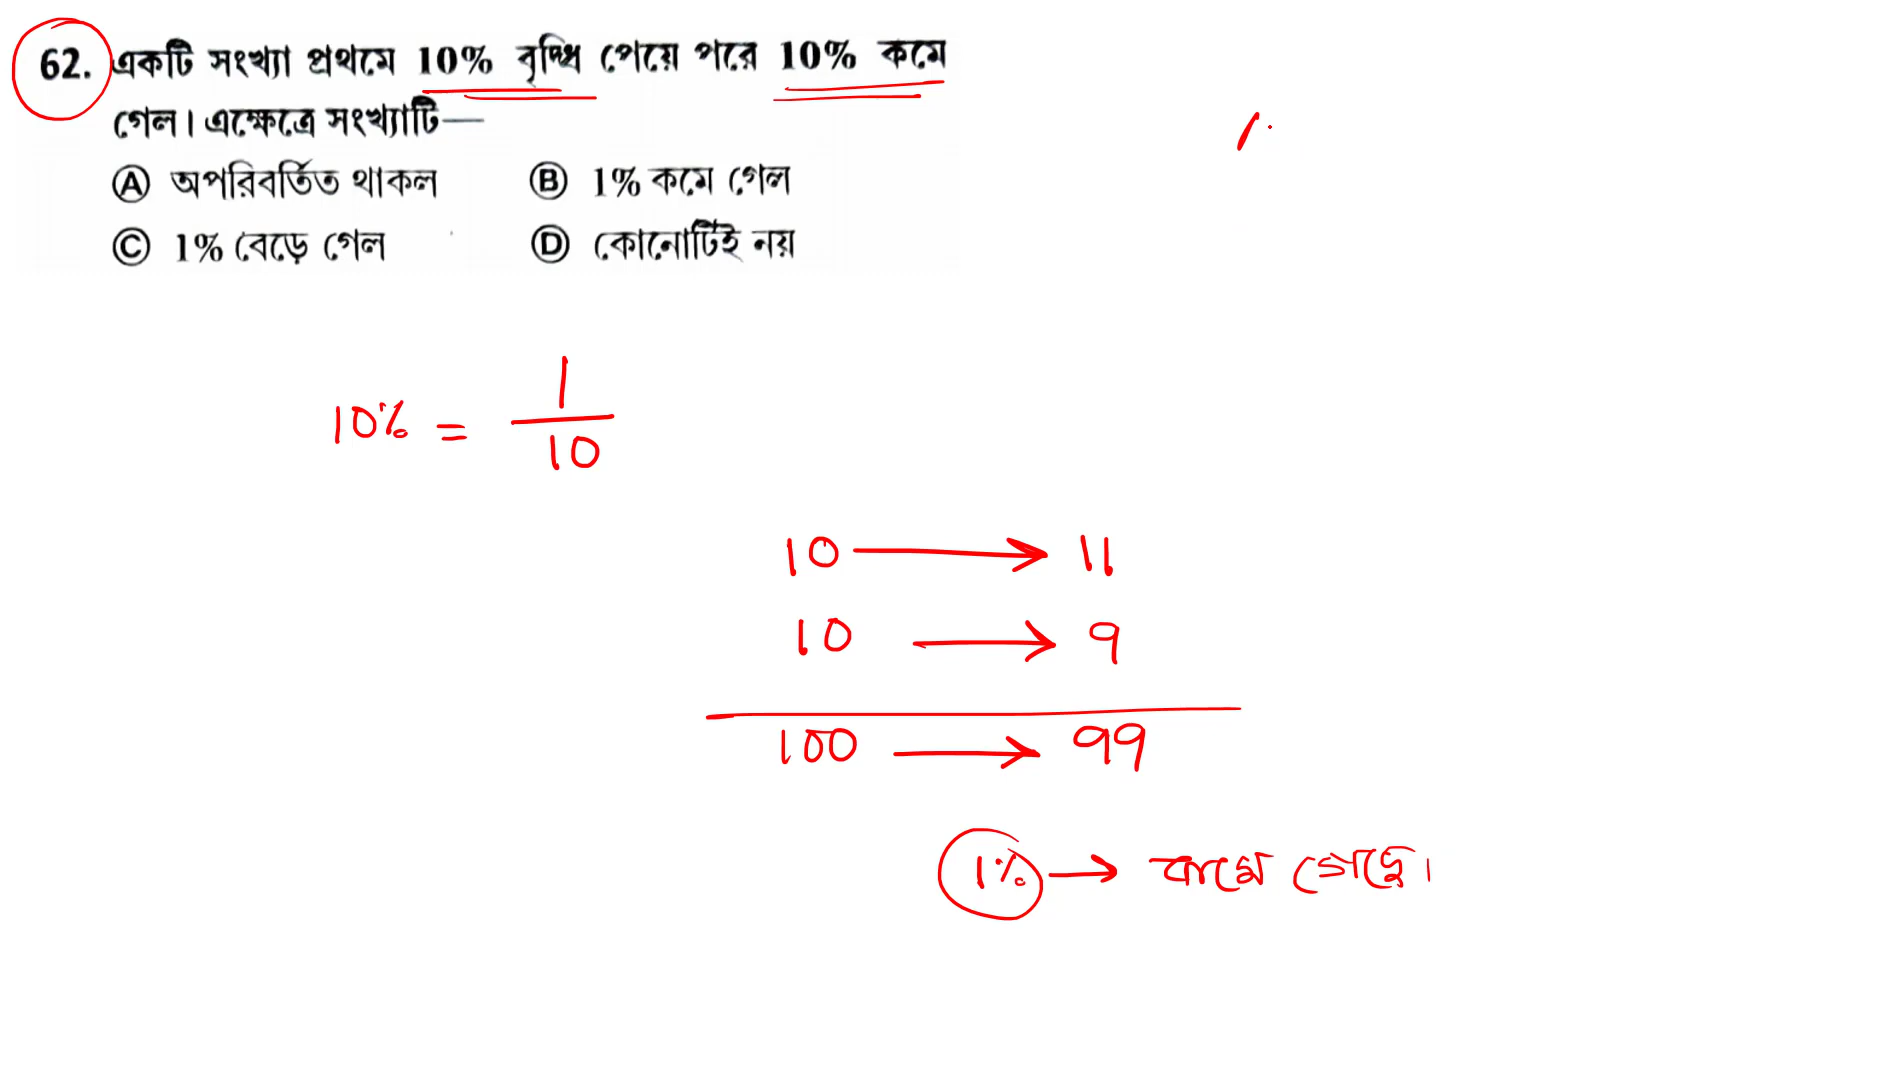 62. একটি সংখ্যা প্রথমে 10% বৃদ্ধি পেয়ে পরে 10% কমে
গেল। এক্ষেত্রে সংখ্যাটি—
Ⓐ অপরিবর্তিত থাকল Ⓑ 1% কমে গেল
Ⓒ 1% বেড়ে গেল Ⓓ কোনোটিই নয়
10% = 1/10
10 → 11
10 → 9
100 → 99
1% → কমে গেছে।